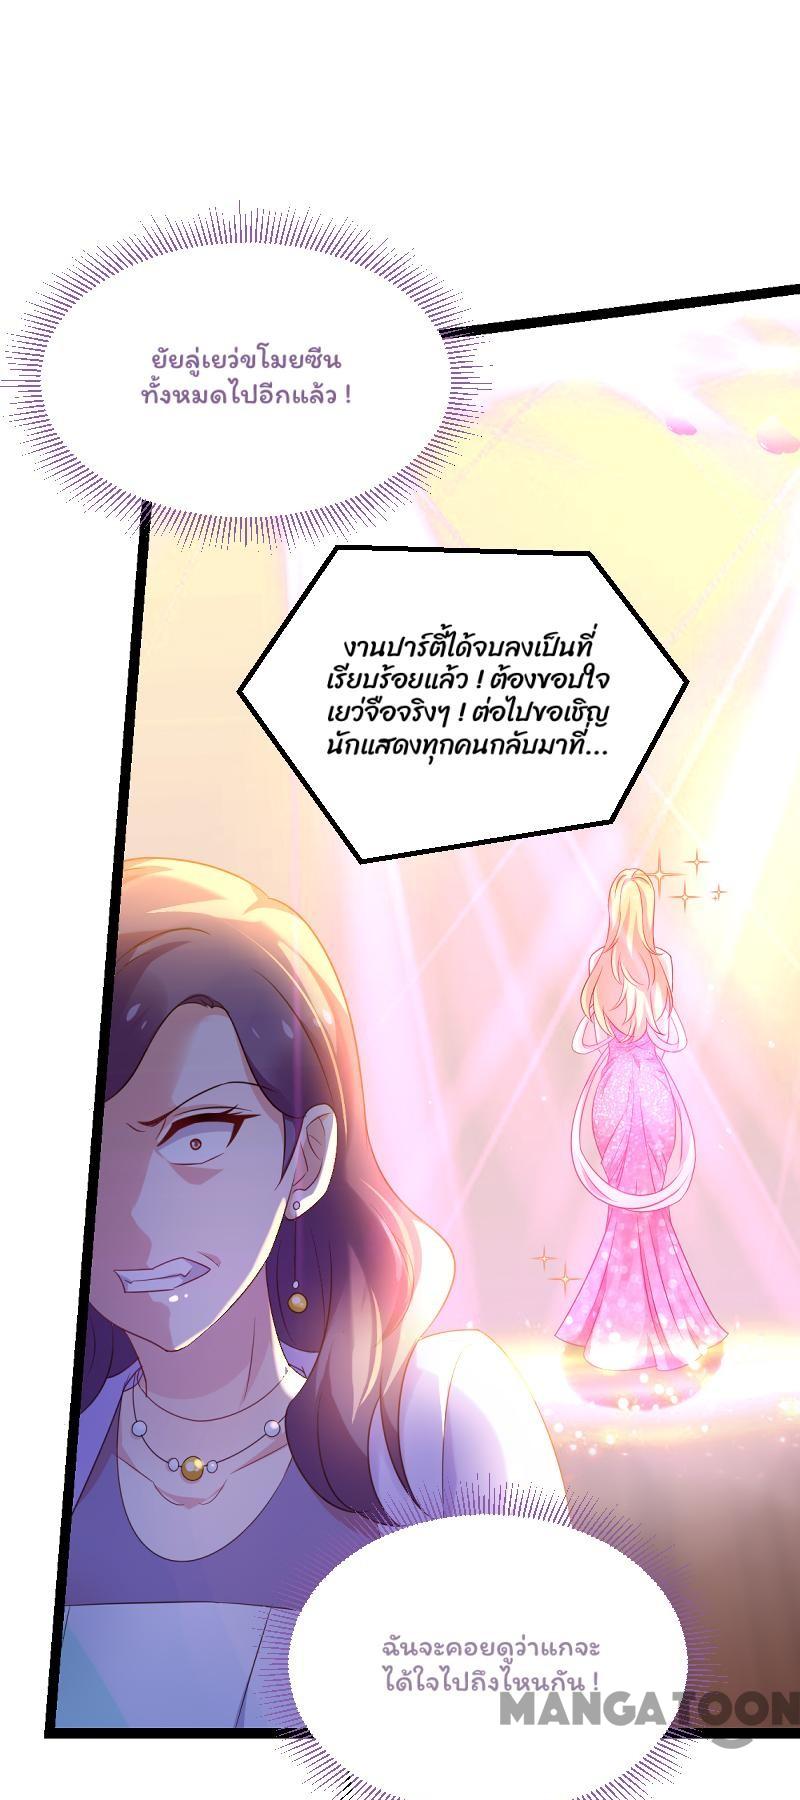 ยัยลู่เยว่ขโมยซีน
ทั้งหมดไปอีกแล้ว !
งานปาร์ตี้ได้จบลงเป็นที่
เรียบร้อยแล้ว ! ต้องขอบใจ
เยว่จือจริงๆ ! ต่อไปขอเชิญ
นักแสดงทุกคนกลับมาที่...
ฉันจะคอยดูว่าแกจะ
ได้ใจไปถึงไหนกัน !
MANGATOON